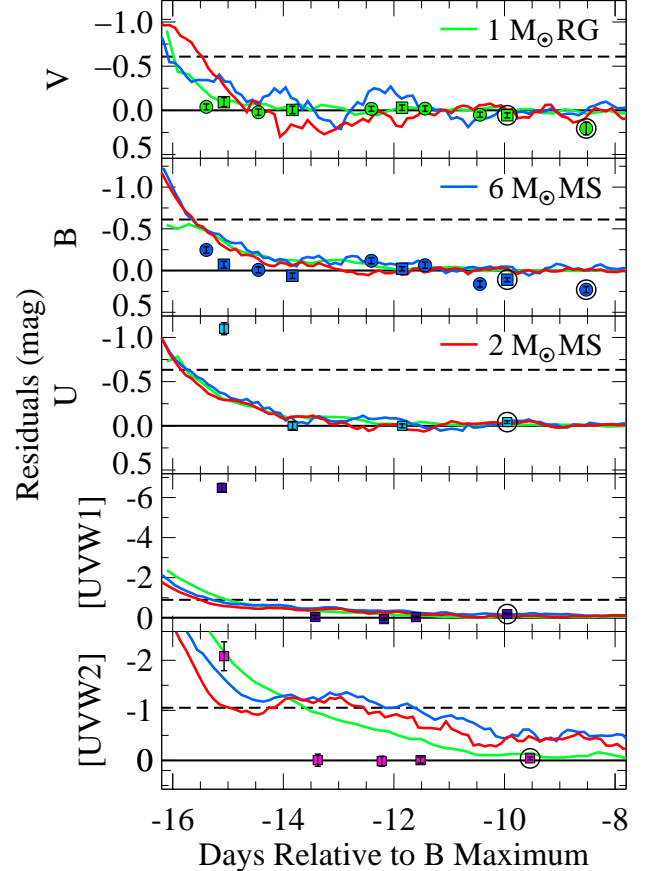 -1.0
-0.5
0.0
0.5
V
1 M⊙RG
-1.0
-0.5
0.0
0.5
B
6 M⊙MS
-1.0
-0.5
0.0
0.5
U
2 M⊙MS
Residuals (mag)
-6
-4
-2
0
[UVW1]
-2
-1
0
[UVW2]
-16 -14 -12 -10 -8
Days Relative to B Maximum